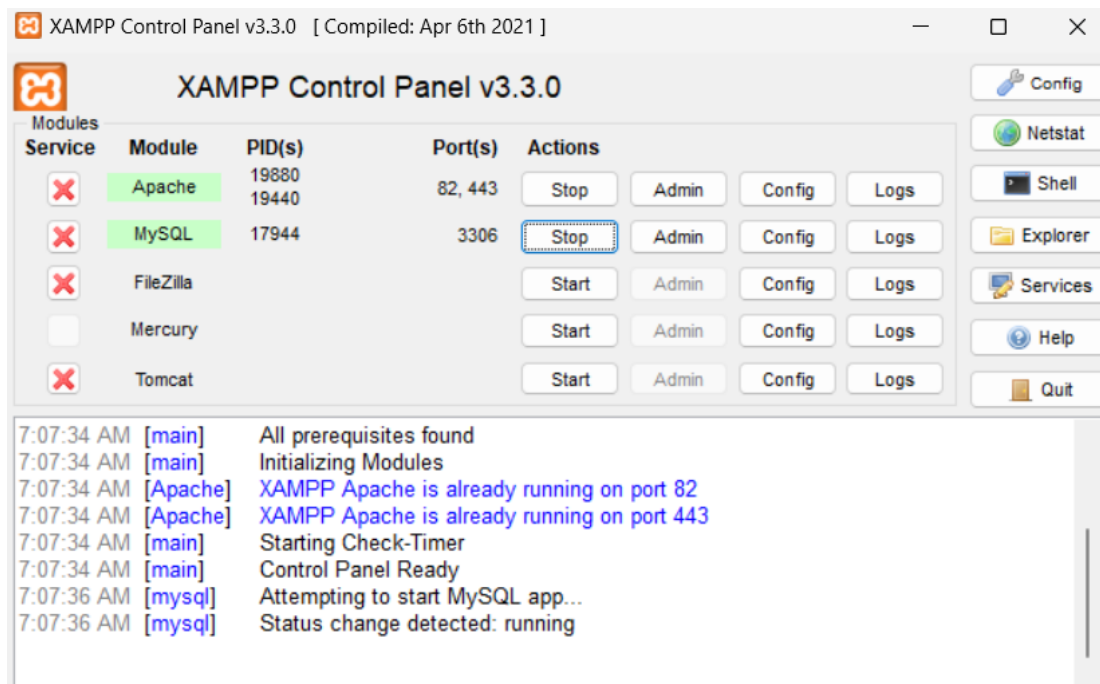 XAMPP Control Panel v3.3.0 [ Compiled: Apr 6th 2021 ]
XAMPP Control Panel v3.3.0
Config
Modules
Service Module PID(s) Port(s) Actions
Netstat
Apache 19880 19440 82, 443 Stop Admin Config Logs
Shell
MySQL 17944 3306 Stop Admin Config Logs
Explorer
FileZilla Start Admin Config Logs
Services
Mercury Start Admin Config Logs
Help
Tomcat Start Admin Config Logs
Quit
7:07:34 AM [main] All prerequisites found
7:07:34 AM [main] Initializing Modules
7:07:34 AM [Apache] XAMPP Apache is already running on port 82
7:07:34 AM [Apache] XAMPP Apache is already running on port 443
7:07:34 AM [main] Starting Check-Timer
7:07:34 AM [main] Control Panel Ready
7:07:36 AM [mysql] Attempting to start MySQL app...
7:07:36 AM [mysql] Status change detected: running